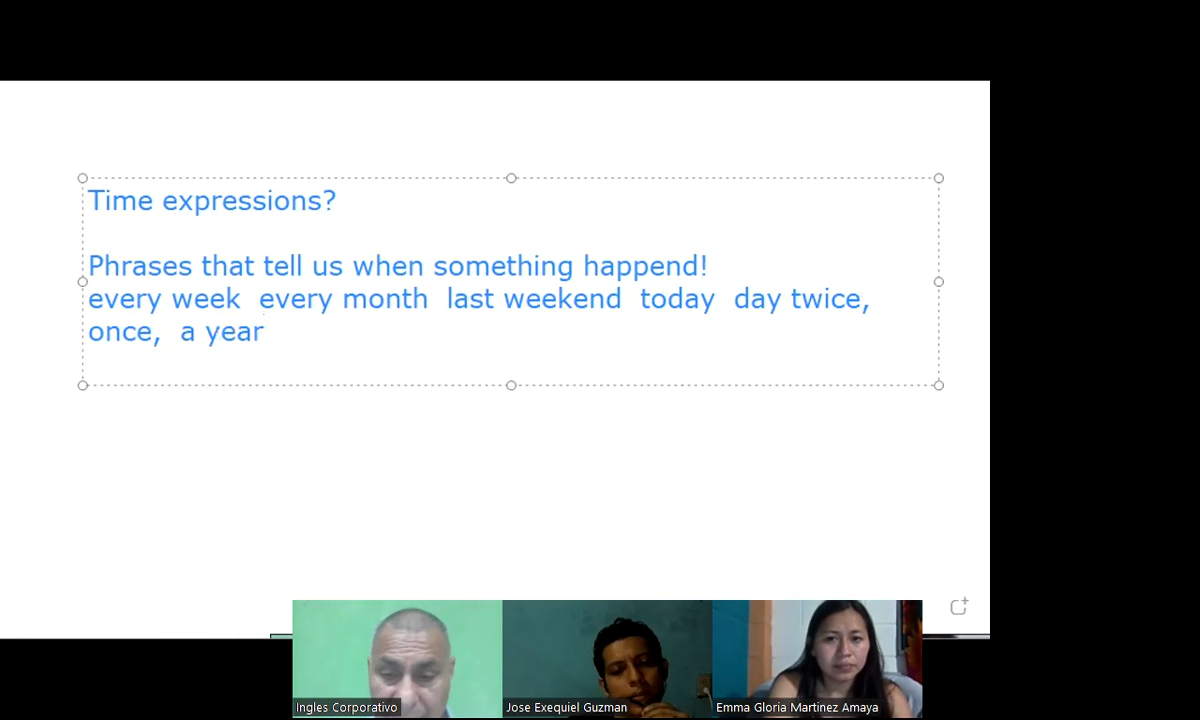 Time expressions?
Phrases that tell us when something happend!
every week  every month  last weekend  today  day twice,
once,  a year
Ingles Corporativo
Jose Exequiel Guzman
Emma Gloria Martinez Amaya